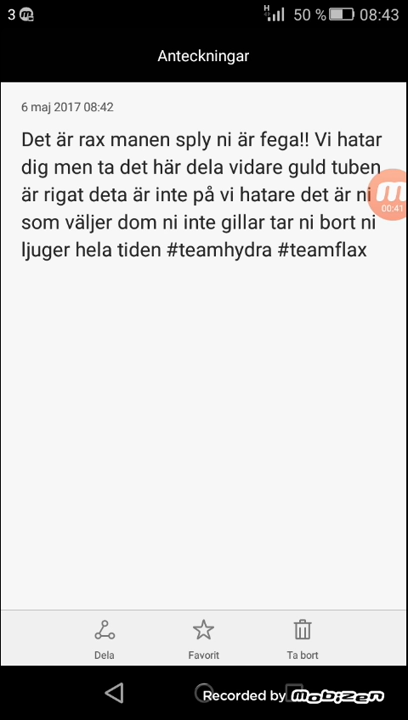 3 50 % 08:43
Anteckningar
6 maj 2017 08:42
Det är rax manen sply ni är fega!! Vi hatar
dig men ta det här dela vidare guld tuben
är rigat deta är inte på vi hatare det är ni
som väljer dom ni inte gillar tar ni bort ni
ljuger hela tiden #teamhydra #teamflax
00:41
Dela Favorit Ta bort
Recorded by MOBIZEN